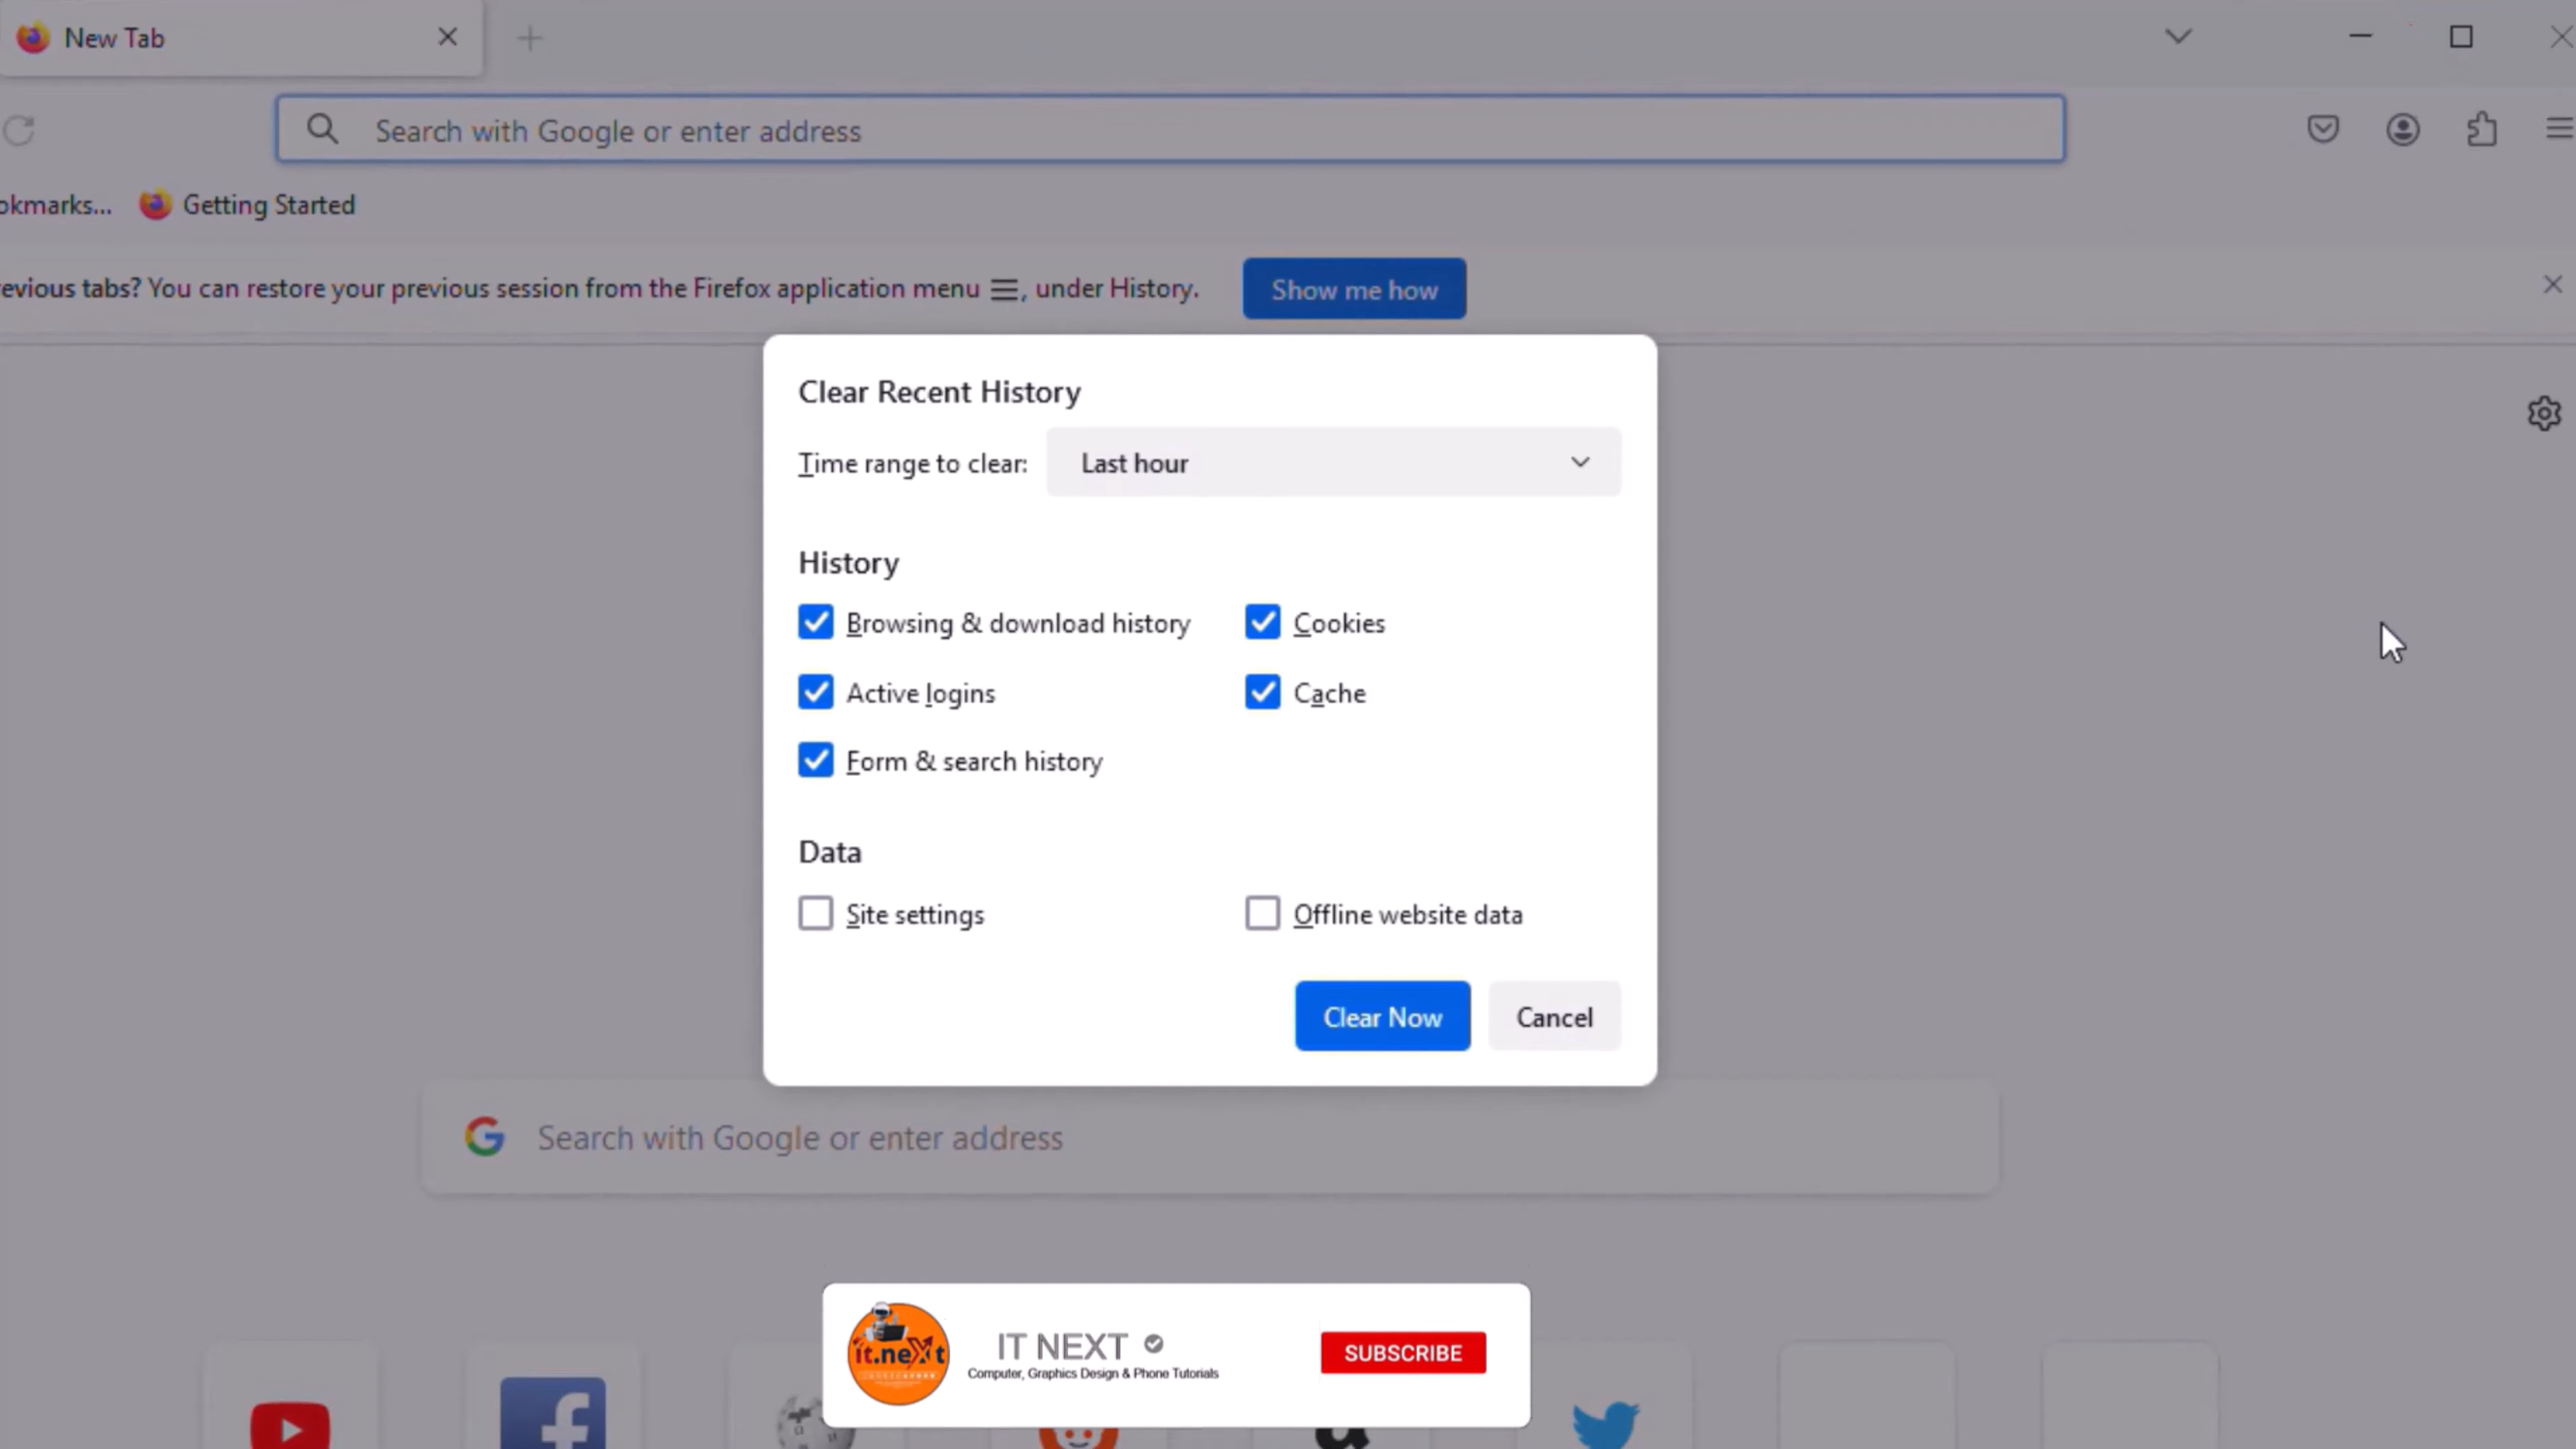 New Tab
Search with Google or enter address
okmarks...
Getting Started
evious tabs? You can restore your previous session from the Firefox application menu , under History.
Show me how
Clear Recent History
Time range to clear:
Last hour
History
Browsing & download history
Cookies
Active logins
Cache
Form & search history
Data
Site settings
Offline website data
Clear Now
Cancel
Search with Google or enter address
it.neXt
IT NEXT
Computer, Graphics Design & Phone Tutorials
SUBSCRIBE